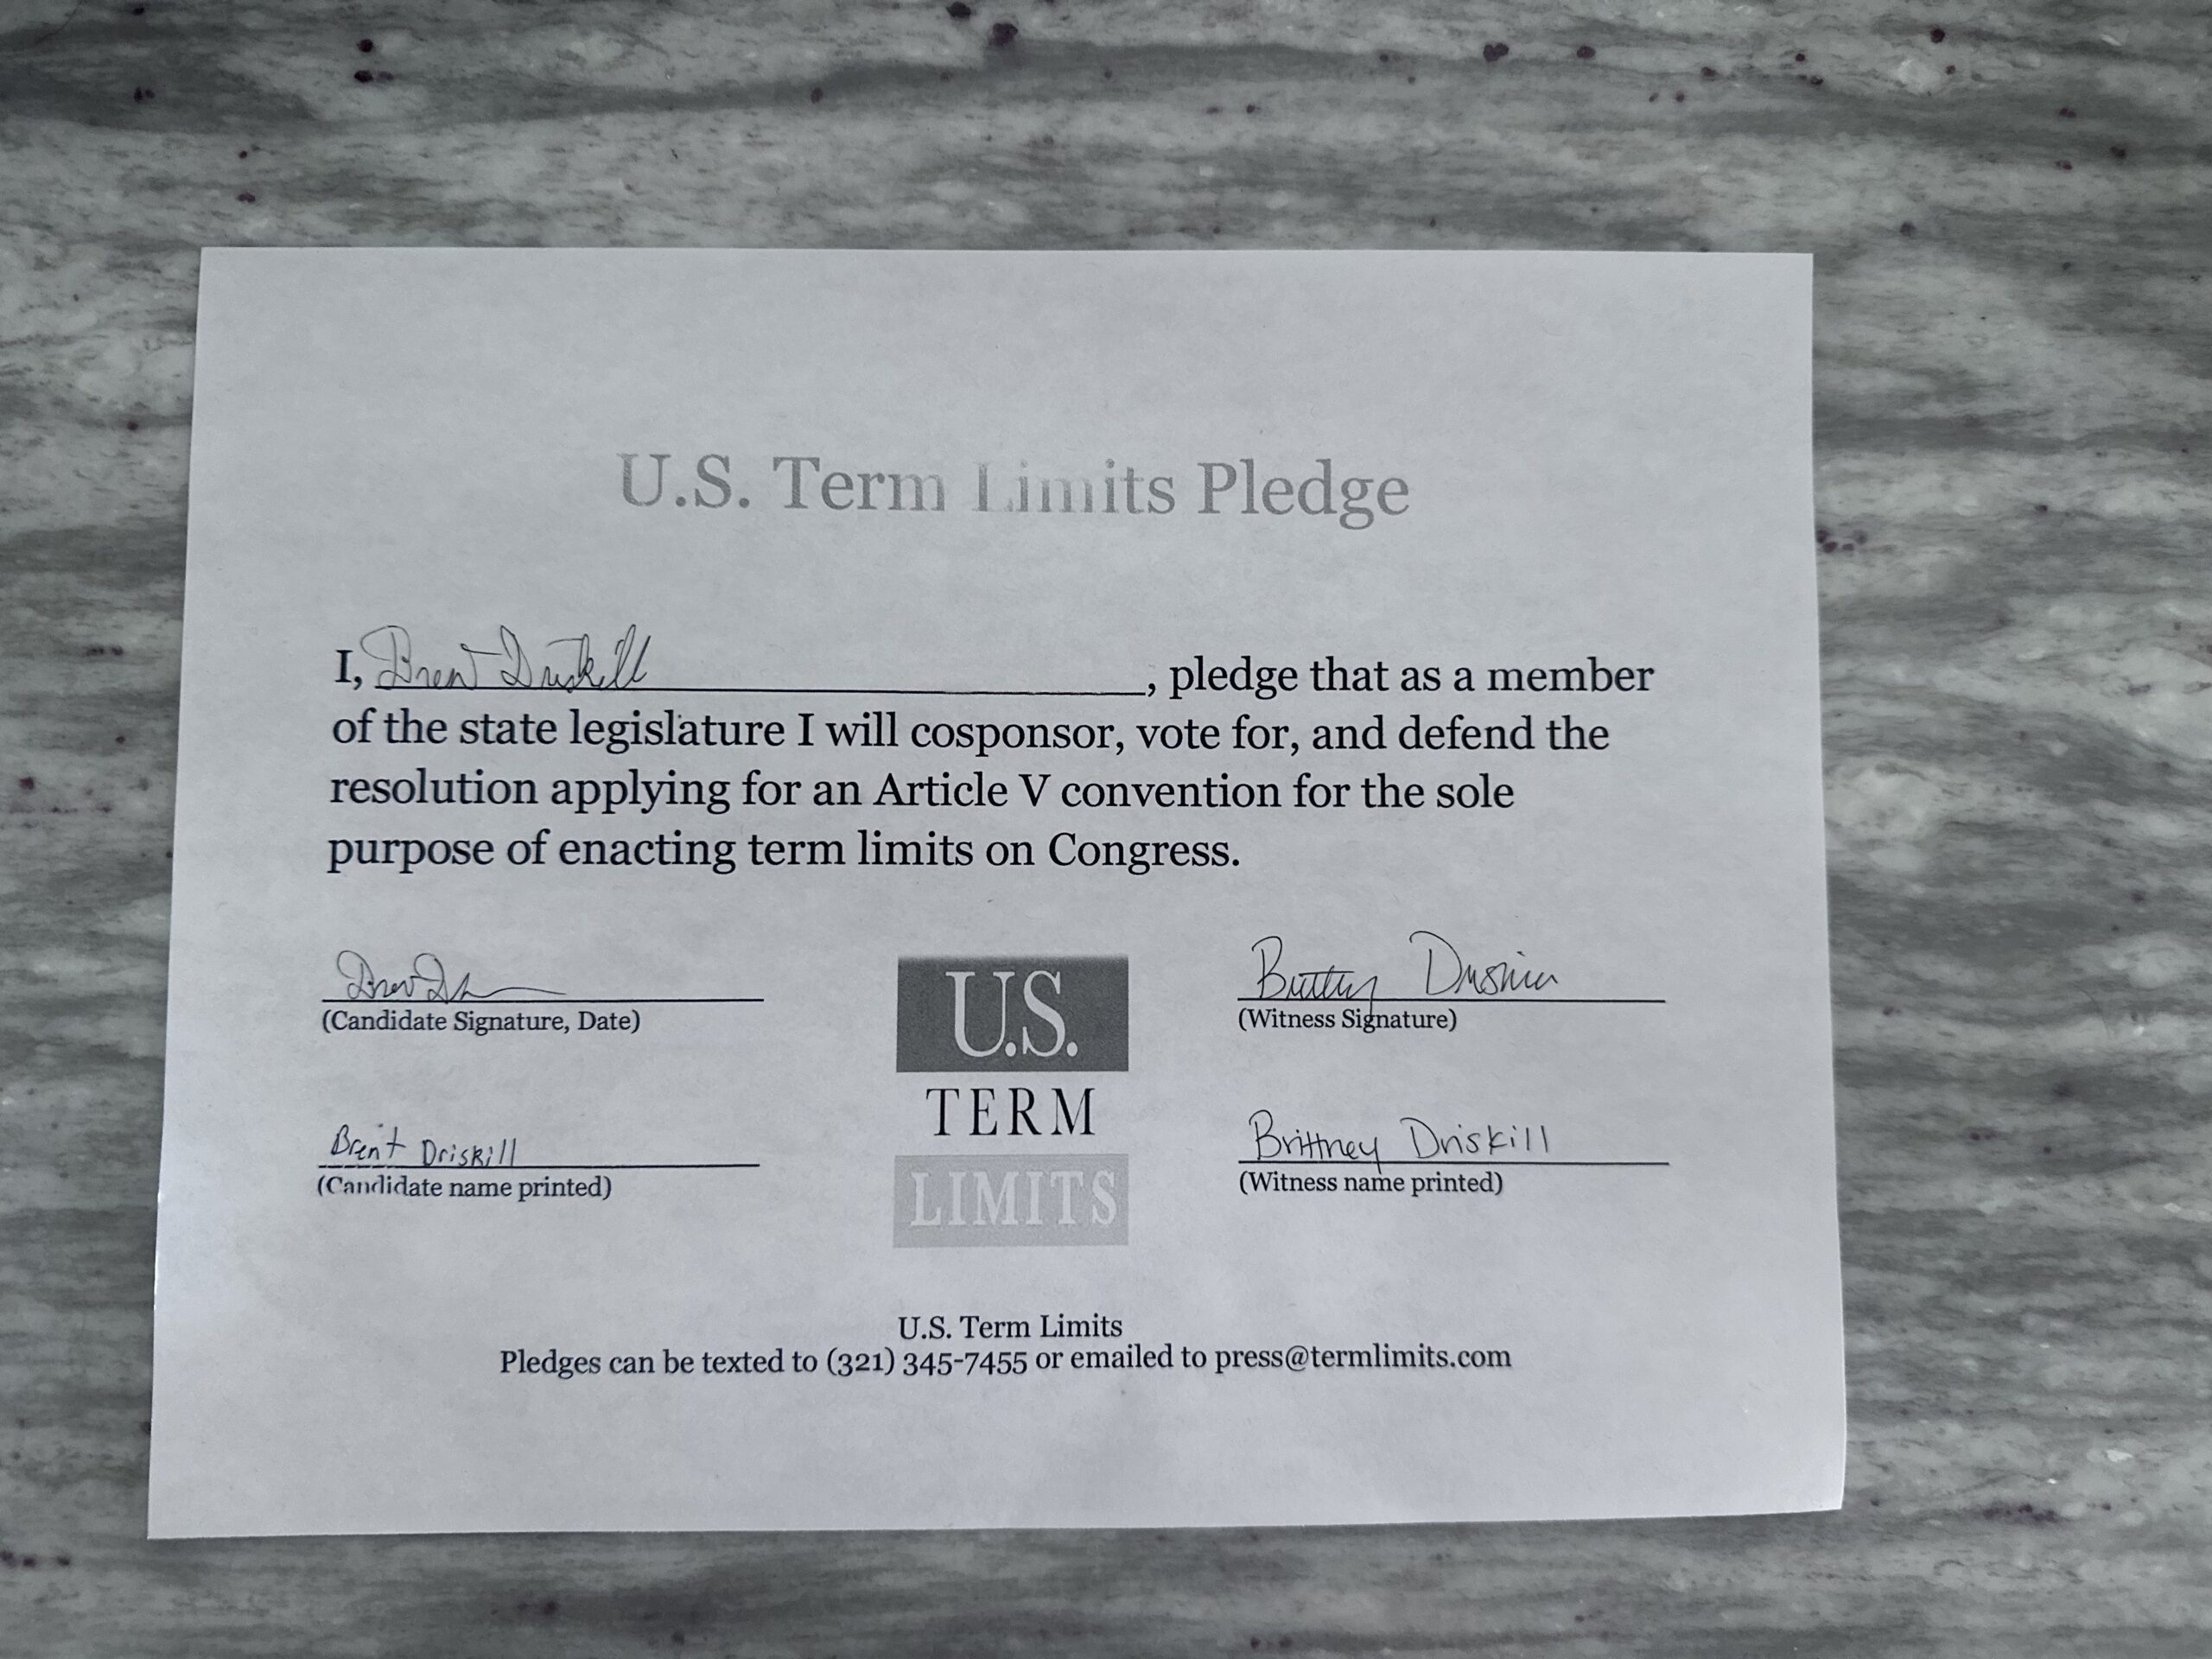 U.S. Term Limits Pledge
I, Brent Driskill, pledge that as a member
of the state legislature I will cosponsor, vote for, and defend the
resolution applying for an Article V convention for the sole
purpose of enacting term limits on Congress.
(Candidate Signature, Date)
Brent Driskill
(Candidate name printed)
U.S.
TERM
LIMITS
Brittney Driskill
(Witness Signature)
Brittney Driskill
(Witness name printed)
U.S. Term Limits
Pledges can be texted to (321) 345-7455 or emailed to press@termlimits.com